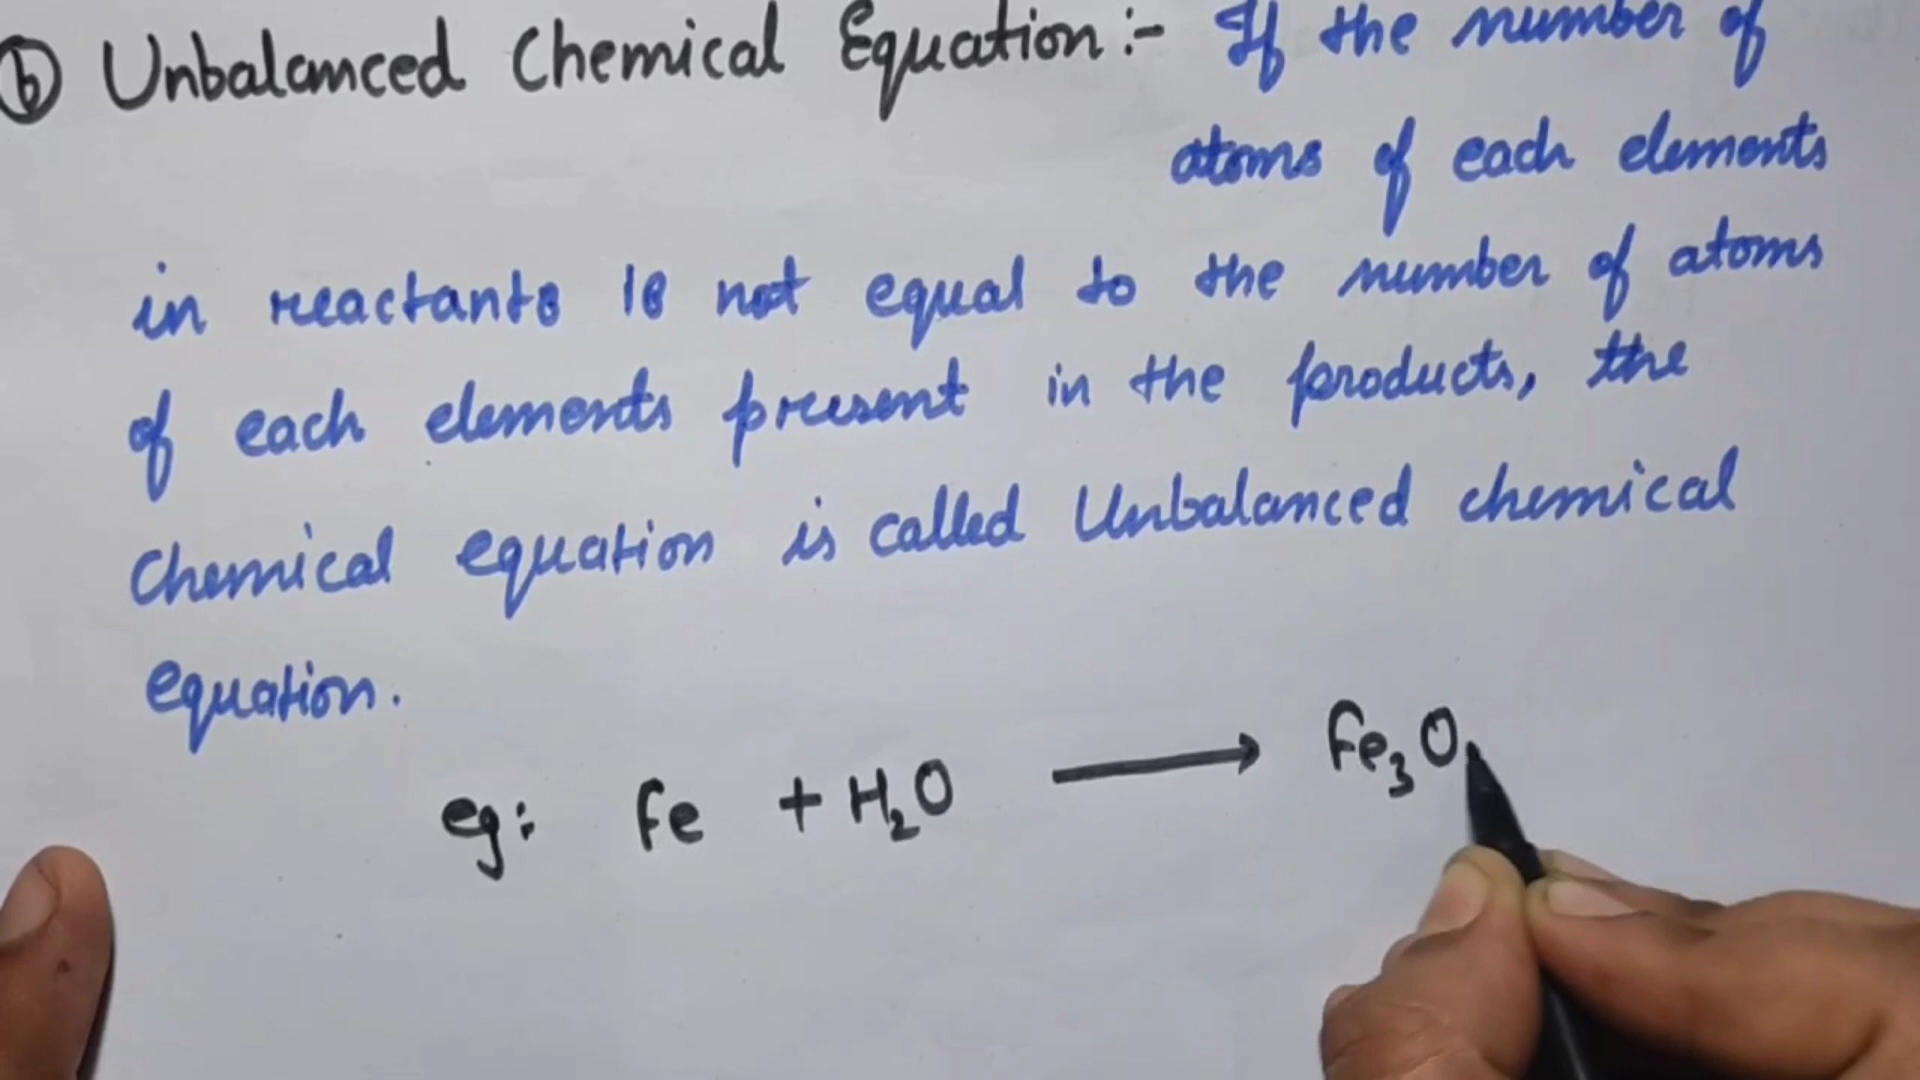 b Unbalanced Chemical Equation :- If the number of
atoms of each elements
in reactants is not equal to the number of atoms
of each elements present in the products, the
Chemical equation is called Unbalanced chemical
equation.
eg: Fe + H₂O ⟶ Fe₃O